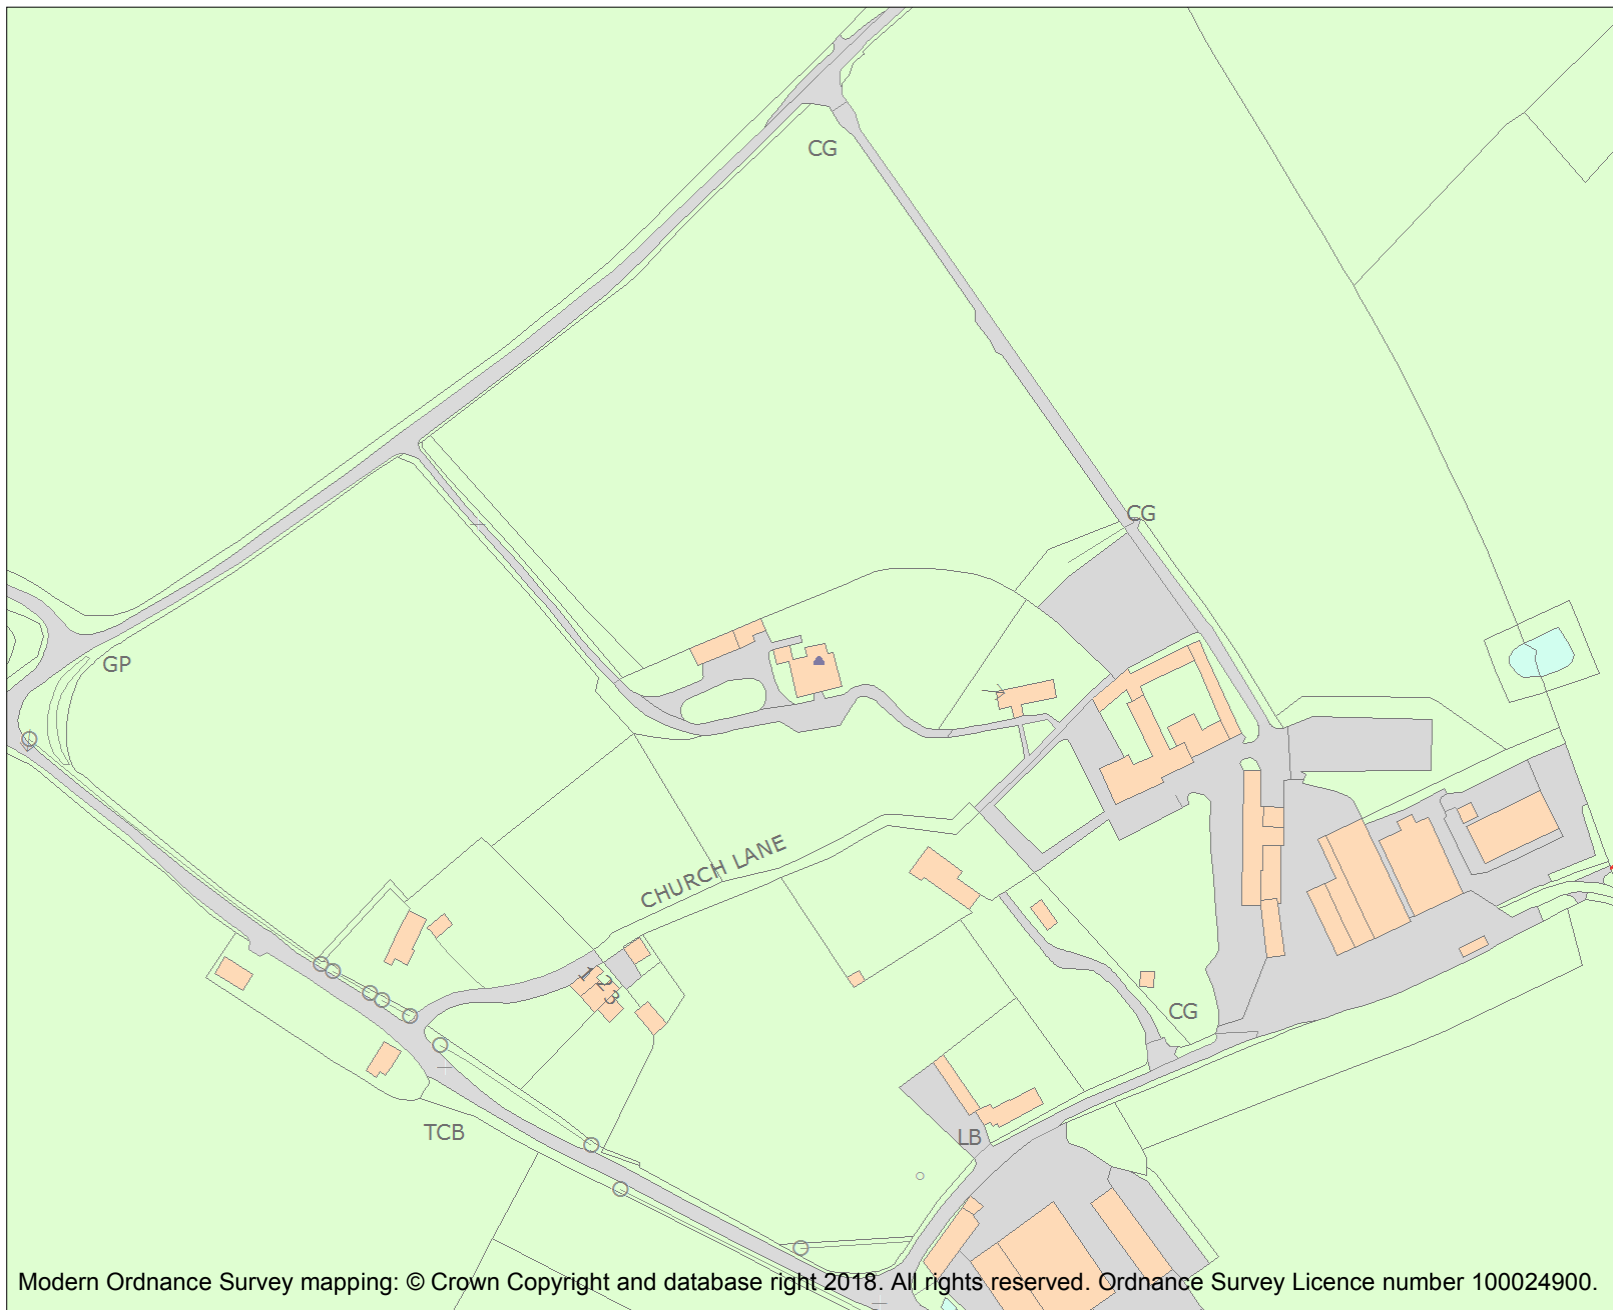 CG
CG
GP
CHURCH LANE
1
2
3
CG
TCB
LB
Modern Ordnance Survey mapping: © Crown Copyright and database right 2018. All rights reserved. Ordnance Survey Licence number 100024900.